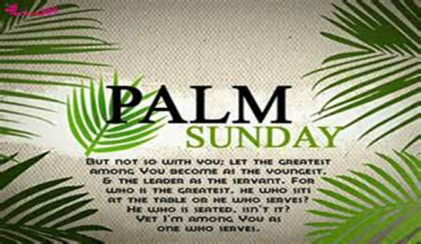 PALM
SUNDAY
But not so with you; let the greatest
among You become as the youngest,
& the leader as the servant. For
who is the greatest, he who sits
at the table or he who serves?
He who is seated, isn't it?
Yet I'm among You as
one who serves.